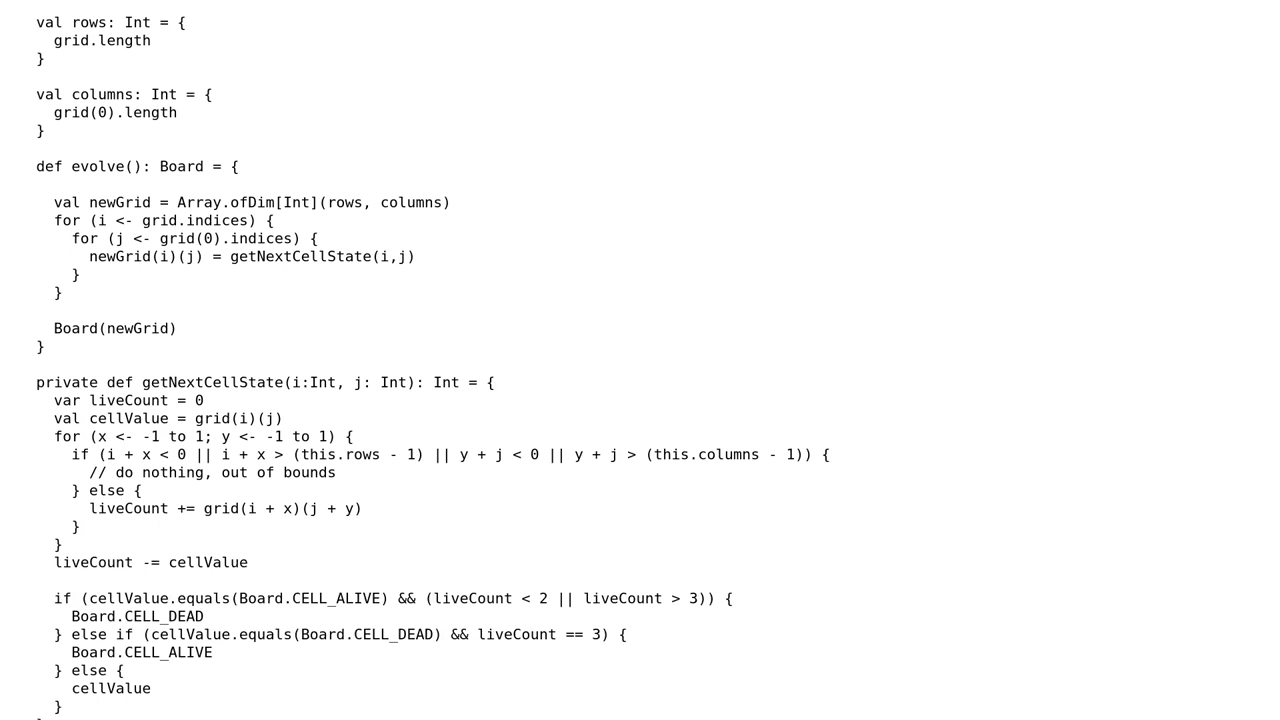 val rows: Int = {
  grid.length
}

val columns: Int = {
  grid(0).length
}

def evolve(): Board = {

  val newGrid = Array.ofDim[Int](rows, columns)
  for (i <- grid.indices) {
    for (j <- grid(0).indices) {
      newGrid(i)(j) = getNextCellState(i,j)
    }
  }

  Board(newGrid)
}

private def getNextCellState(i:Int, j: Int): Int = {
  var liveCount = 0
  val cellValue = grid(i)(j)
  for (x <- -1 to 1; y <- -1 to 1) {
    if (i + x < 0 || i + x > (this.rows - 1) || y + j < 0 || y + j > (this.columns - 1)) {
      // do nothing, out of bounds
    } else {
      liveCount += grid(i + x)(j + y)
    }
  }
  liveCount -= cellValue

  if (cellValue.equals(Board.CELL_ALIVE) && (liveCount < 2 || liveCount > 3)) {
    Board.CELL_DEAD
  } else if (cellValue.equals(Board.CELL_DEAD) && liveCount == 3) {
    Board.CELL_ALIVE
  } else {
    cellValue
  }